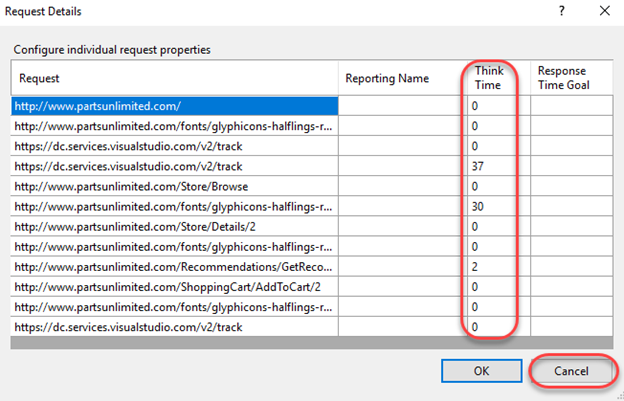 Request Details
?
Configure individual request properties
Request Reporting Name Think Time Response Time Goal
http://www.partsunlimited.com/ 0
http://www.partsunlimited.com/fonts/glyphicons-halflings-r... 0
https://dc.services.visualstudio.com/v2/track 0
https://dc.services.visualstudio.com/v2/track 37
http://www.partsunlimited.com/Store/Browse 0
http://www.partsunlimited.com/fonts/glyphicons-halflings-r... 30
http://www.partsunlimited.com/Store/Details/2 0
http://www.partsunlimited.com/fonts/glyphicons-halflings-r... 0
http://www.partsunlimited.com/Recommendations/GetReco... 2
http://www.partsunlimited.com/ShoppingCart/AddToCart/2 0
http://www.partsunlimited.com/fonts/glyphicons-halflings-r... 0
https://dc.services.visualstudio.com/v2/track 0
OK Cancel